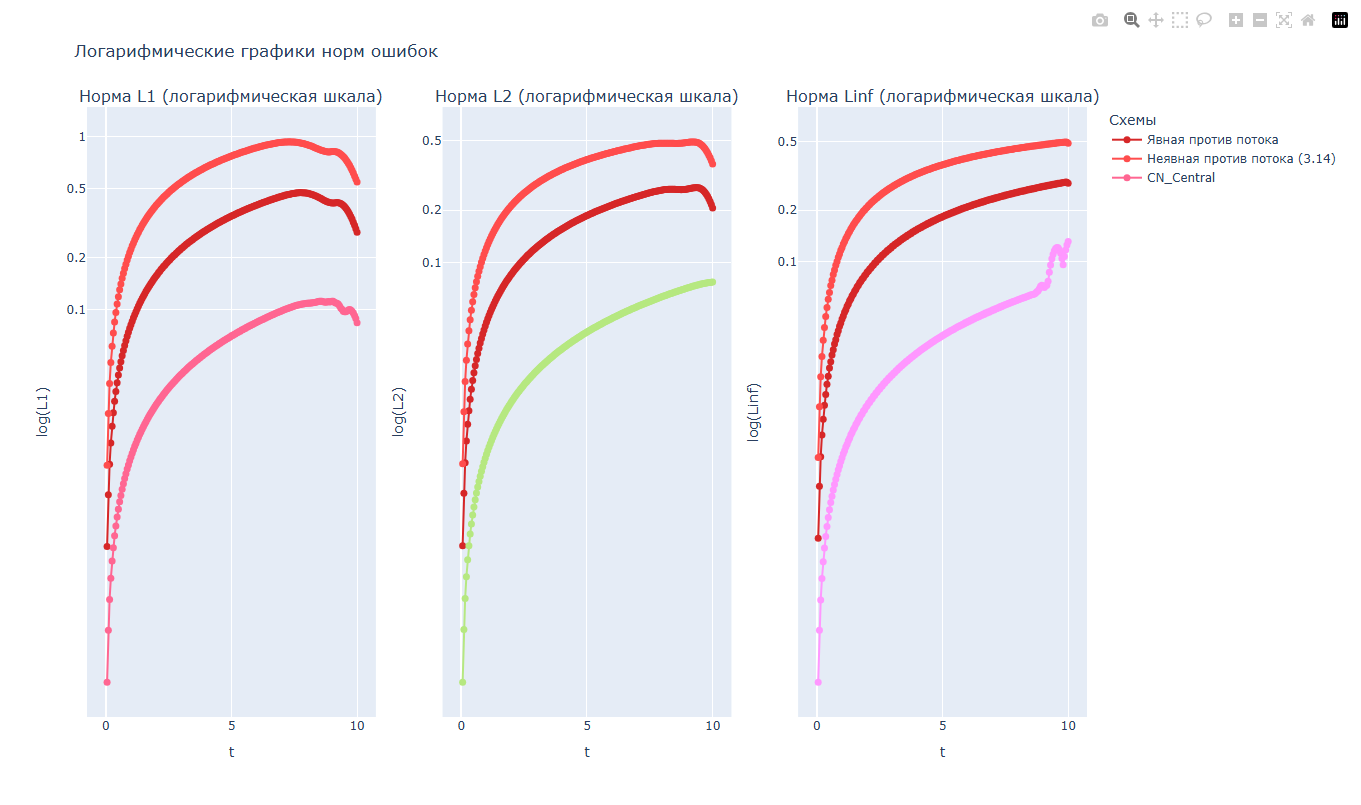 Логарифмические графики норм ошибок
Норма L1 (логарифмическая шкала)
Норма L2 (логарифмическая шкала)
Норма Linf (логарифмическая шкала)
Схемы
Явная против потока
Неявная против потока (3.14)
CN_Central
1
0.5
0.2
0.1
log(L1)
0
5
10
t
0.5
0.2
0.1
log(L2)
0
5
10
t
0.5
0.2
0.1
log(Linf)
0
5
10
t